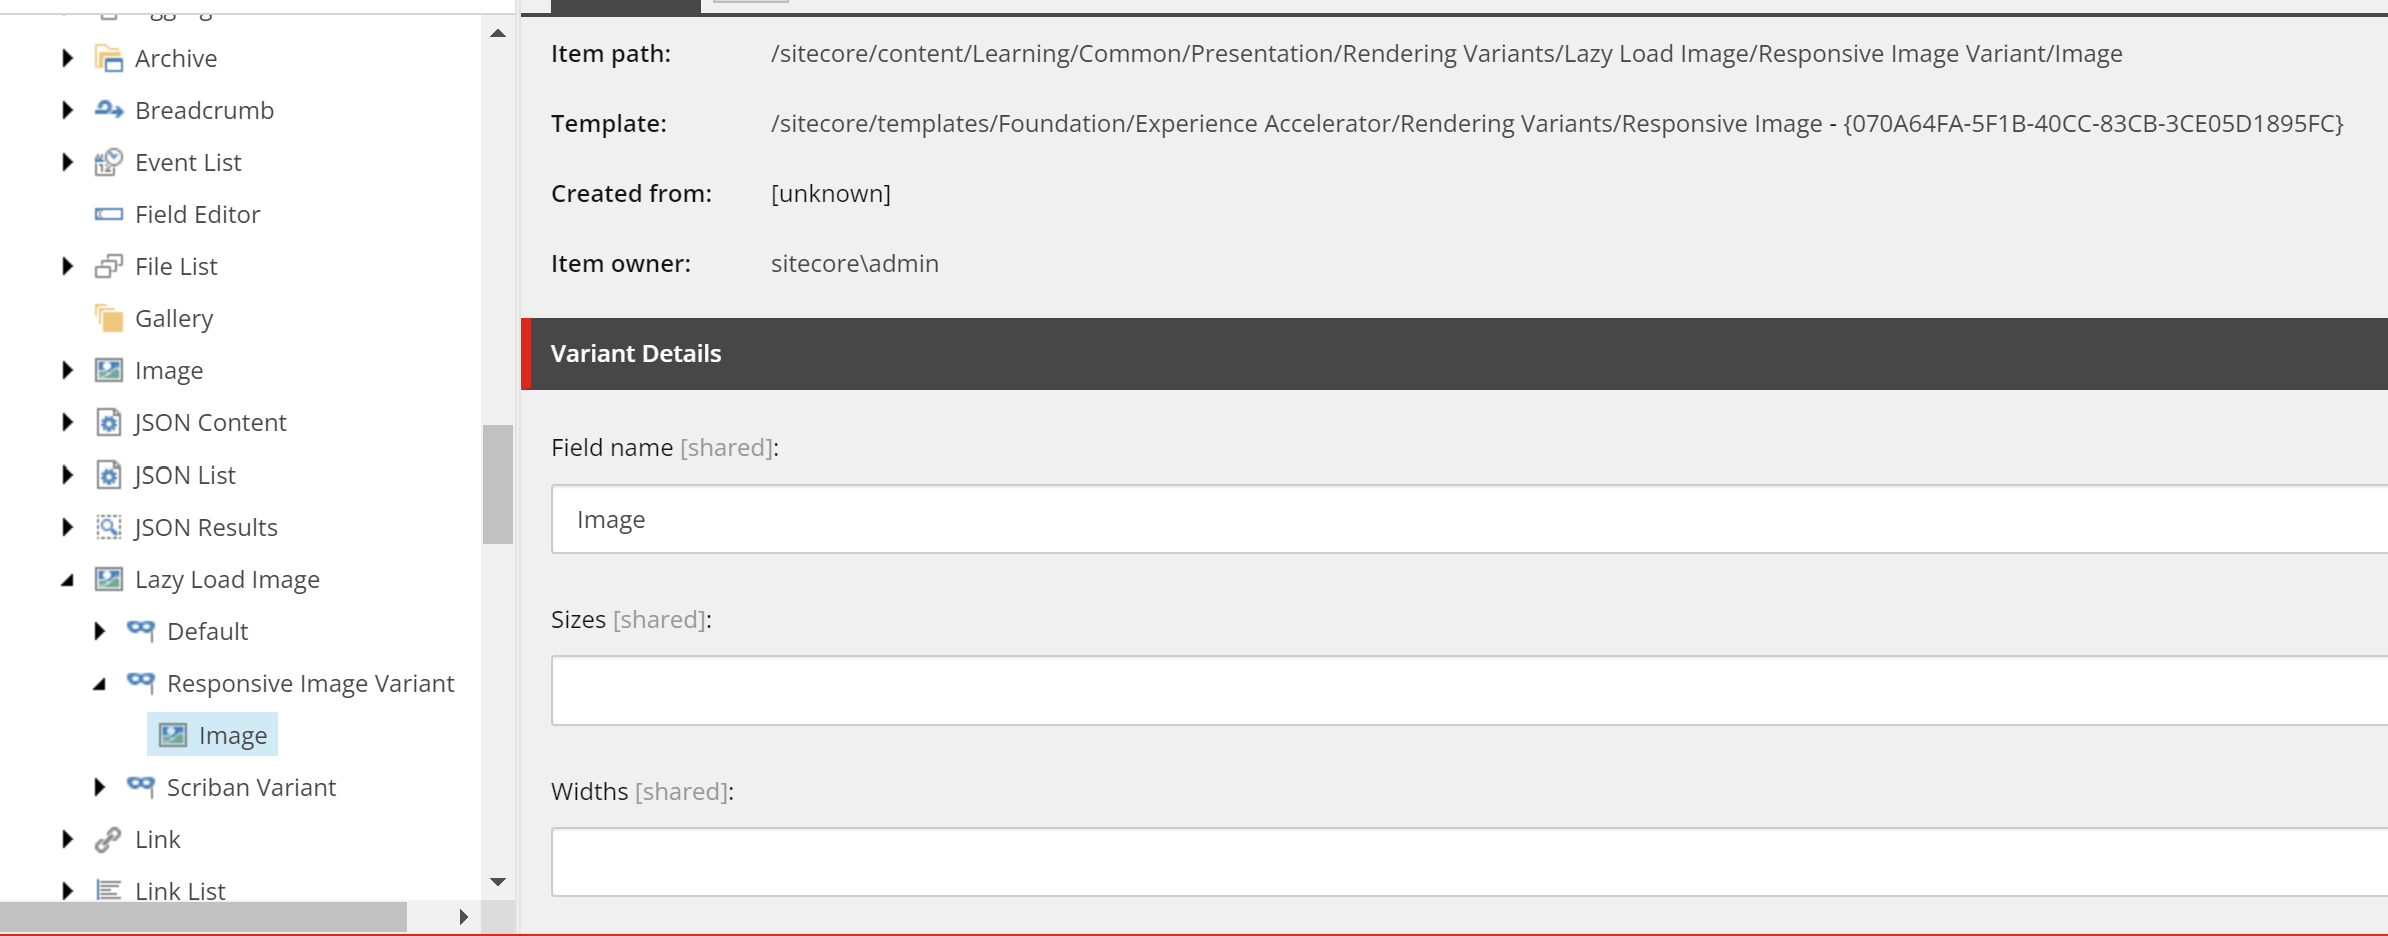 Archive
Breadcrumb
Event List
Field Editor
File List
Gallery
Image
JSON Content
JSON List
JSON Results
Lazy Load Image
Default
Responsive Image Variant
Image
Scriban Variant
Link
Link List
Item path: /sitecore/content/Learning/Common/Presentation/Rendering Variants/Lazy Load Image/Responsive Image Variant/Image
Template: /sitecore/templates/Foundation/Experience Accelerator/Rendering Variants/Responsive Image - {070A64FA-5F1B-40CC-83CB-3CE05D1895FC}
Created from: [unknown]
Item owner: sitecore\admin
Variant Details
Field name [shared]:
Image
Sizes [shared]:
Widths [shared]: